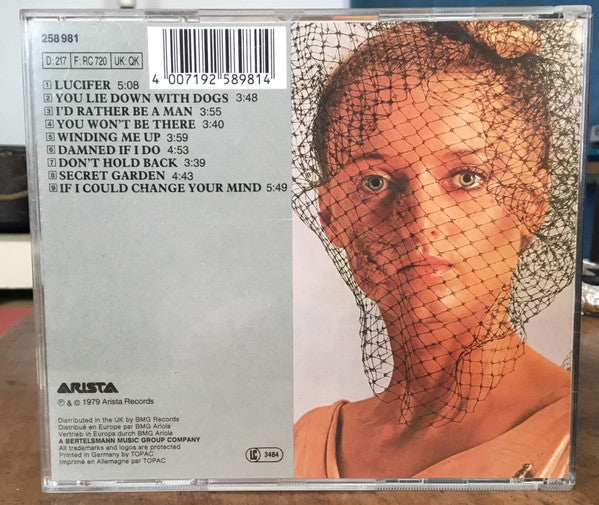 258 981
D: 217 F: RC 720 UK: QK
4 007192 589814
1 LUCIFER 5:08
2 YOU LIE DOWN WITH DOGS 3:48
3 I'D RATHER BE A MAN 3:55
4 YOU WON'T BE THERE 3:40
5 WINDING ME UP 3:59
6 DAMNED IF I DO 4:53
7 DON'T HOLD BACK 3:39
8 SECRET GARDEN 4:43
9 IF I COULD CHANGE YOUR MIND 5:49
ARISTA
℗ & © 1979 Arista Records
Distributed in the UK by BMG Records
Distribué en Europe par BMG Ariola
Vertrieb in Europa durch BMG Ariola
A BERTELSMANN MUSIC GROUP COMPANY
All trademarks and logos are protected
Printed in Germany by TOPAC
Imprimé en Allemagne par TOPAC
LC 3484